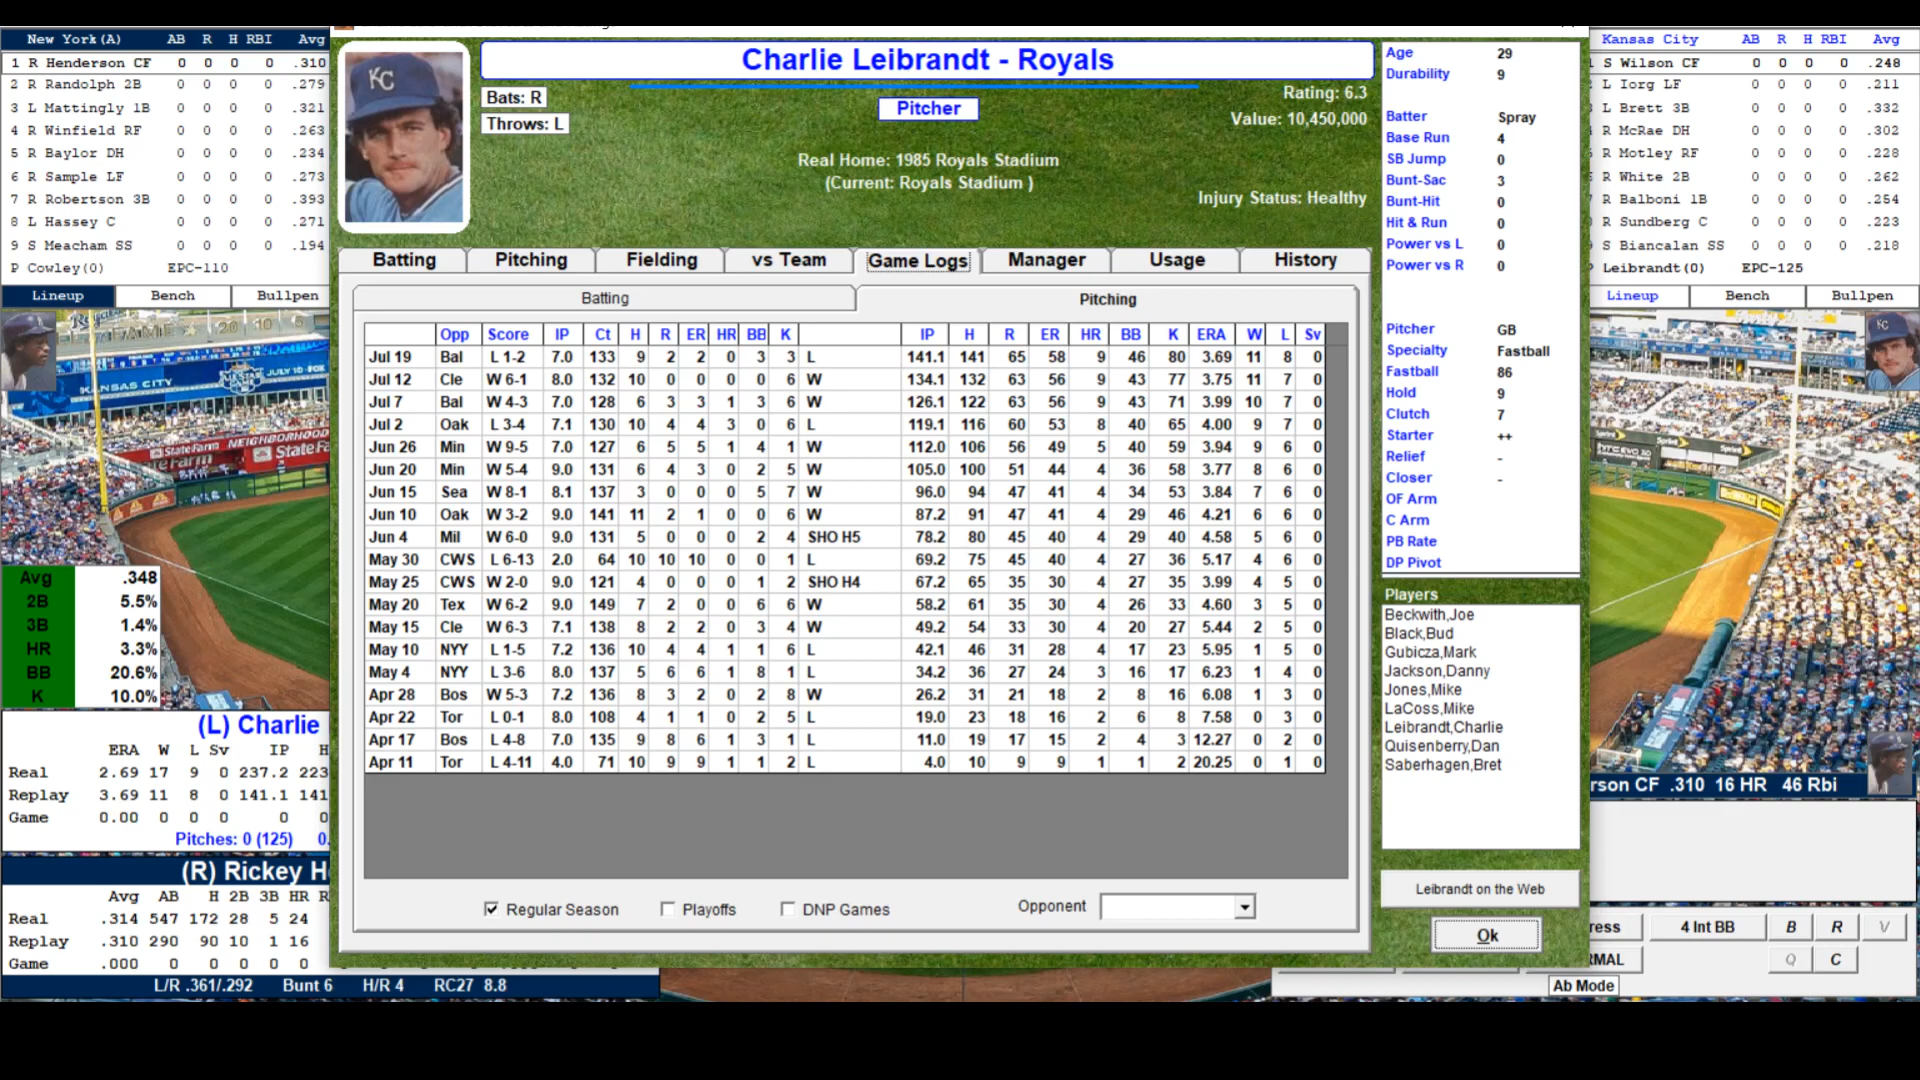 New York(A) AB R H RBI Avg
1 R Henderson CF 0 0 0 0 .310
2 R Randolph 2B 0 0 0 0 .279
3 L Mattingly 1B 0 0 0 0 .321
4 R Winfield RF 0 0 0 0 .263
5 R Baylor DH 0 0 0 0 .234
6 R Sample LF 0 0 0 0 .273
7 R Robertson 3B 0 0 0 0 .393
8 L Hassey C 0 0 0 0 .271
9 S Meacham SS 0 0 0 0 .194
P Cowley(0) EPC-110
Lineup Bench Bullpen
KANSAS CITY
NEIGHBORHOOD
State Farm
Avg .348
2B 5.5%
3B 1.4%
HR 3.3%
BB 20.6%
K 10.0%
(L) Charlie
ERA W L Sv IP H
Real 2.69 17 9 0 237.2 223
Replay 3.69 11 8 0 141.1 141
Game 0.00 0 0 0 0 0
Pitches: 0 (125) 0.
(R) Rickey H
Avg AB H 2B 3B HR R
Real .314 547 172 28 5 24
Replay .310 290 90 10 1 16
Game .000 0 0 0 0 0
L/R .361/.292 Bunt 6 H/R 4 RC27 8.8
Charlie Leibrandt - Royals
Bats: R
Throws: L
Pitcher
Rating: 6.3
Value: 10,450,000
Real Home: 1985 Royals Stadium
(Current: Royals Stadium )
Injury Status: Healthy
KC
Batting Pitching Fielding vs Team Game Logs Manager Usage History
Batting Pitching
Opp Score IP Ct H R ER HR BB K IP H R ER HR BB K ERA W L Sv
Jul 19 Bal L 1-2 7.0 133 9 2 2 0 3 3 L 141.1 141 65 58 9 46 80 3.69 11 8 0
Jul 12 Cle W 6-1 8.0 132 10 0 0 0 0 6 W 134.1 132 63 56 9 43 77 3.75 11 7 0
Jul 7 Bal W 4-3 7.0 128 6 3 3 1 3 6 W 126.1 122 63 56 9 43 71 3.99 10 7 0
Jul 2 Oak L 3-4 7.1 130 10 4 4 3 0 6 L 119.1 116 60 53 8 40 65 4.00 9 7 0
Jun 26 Min W 9-5 7.0 127 6 5 5 1 4 1 W 112.0 106 56 49 5 40 59 3.94 9 6 0
Jun 20 Min W 5-4 9.0 131 6 4 3 0 2 5 W 105.0 100 51 44 4 36 58 3.77 8 6 0
Jun 15 Sea W 8-1 8.1 137 3 0 0 0 5 7 W 96.0 94 47 41 4 34 53 3.84 7 6 0
Jun 10 Oak W 3-2 9.0 141 11 2 1 0 0 6 W 87.2 91 47 41 4 29 46 4.21 6 6 0
Jun 4 Mil W 6-0 9.0 131 5 0 0 0 2 4 SHO H5 78.2 80 45 40 4 29 40 4.58 5 6 0
May 30 CWS L 6-13 2.0 64 10 10 10 0 0 1 L 69.2 75 45 40 4 27 36 5.17 4 6 0
May 25 CWS W 2-0 9.0 121 4 0 0 0 1 2 SHO H4 67.2 65 35 30 4 27 35 3.99 4 5 0
May 20 Tex W 6-2 9.0 149 7 2 0 0 6 6 W 58.2 61 35 30 4 26 33 4.60 3 5 0
May 15 Cle W 6-3 7.1 138 8 2 2 0 3 4 W 49.2 54 33 30 4 20 27 5.44 2 5 0
May 10 NYY L 1-5 7.2 136 10 4 4 1 1 6 L 42.1 46 31 28 4 17 23 5.95 1 5 0
May 4 NYY L 3-6 8.0 137 5 6 6 1 8 1 L 34.2 36 27 24 3 16 17 6.23 1 4 0
Apr 28 Bos W 5-3 7.2 136 8 3 2 0 2 8 W 26.2 31 21 18 2 8 16 6.08 1 3 0
Apr 22 Tor L 0-1 8.0 108 4 1 1 0 2 5 L 19.0 23 18 16 2 6 8 7.58 0 3 0
Apr 17 Bos L 4-8 7.0 135 9 8 6 1 3 1 L 11.0 19 17 15 2 4 3 12.27 0 2 0
Apr 11 Tor L 4-11 4.0 71 10 9 9 1 1 2 L 4.0 10 9 9 1 1 2 20.25 0 1 0
Regular Season Playoffs DNP Games Opponent
Age 29
Durability 9
Batter Spray
Base Run 4
SB Jump 0
Bunt-Sac 3
Bunt-Hit 0
Hit & Run 0
Power vs L 0
Power vs R 0
Pitcher GB
Specialty Fastball
Fastball 86
Hold 9
Clutch 7
Starter ++
Relief -
Closer -
OF Arm
C Arm
PB Rate
DP Pivot
Players
Beckwith,Joe
Black,Bud
Gubicza,Mark
Jackson,Danny
Jones,Mike
LaCoss,Mike
Leibrandt,Charlie
Quisenberry,Dan
Saberhagen,Bret
Leibrandt on the Web
Ok
Kansas City AB R H RBI Avg
S Wilson CF 0 0 0 0 .248
L Iorg LF 0 0 0 0 .211
L Brett 3B 0 0 0 0 .332
R McRae DH 0 0 0 0 .302
R Motley RF 0 0 0 0 .228
R White 2B 0 0 0 0 .262
R Balboni 1B 0 0 0 0 .254
R Sundberg C 0 0 0 0 .223
S Biancalan SS 0 0 0 0 .218
Leibrandt(0) EPC-125
Lineup Bench Bullpen
rson CF .310 16 HR 46 Rbi
ress 4 Int BB B R V
RMAL Q C
Ab Mode